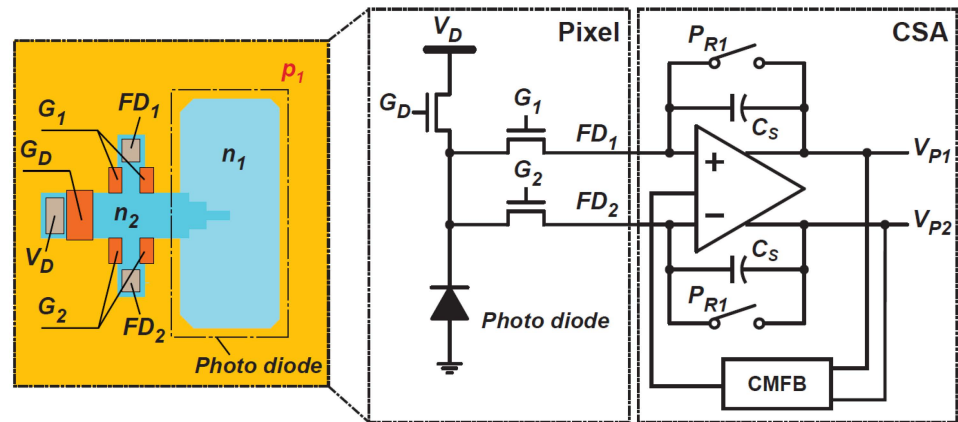 p1
G1
FD1
GD
n1
n2
VD
G2
FD2
Photo diode
VD
Pixel
GD
G1
FD1
G2
FD2
Photo diode
PR1
CSA
CS
+
VP1
−
VP2
CS
PR1
CMFB